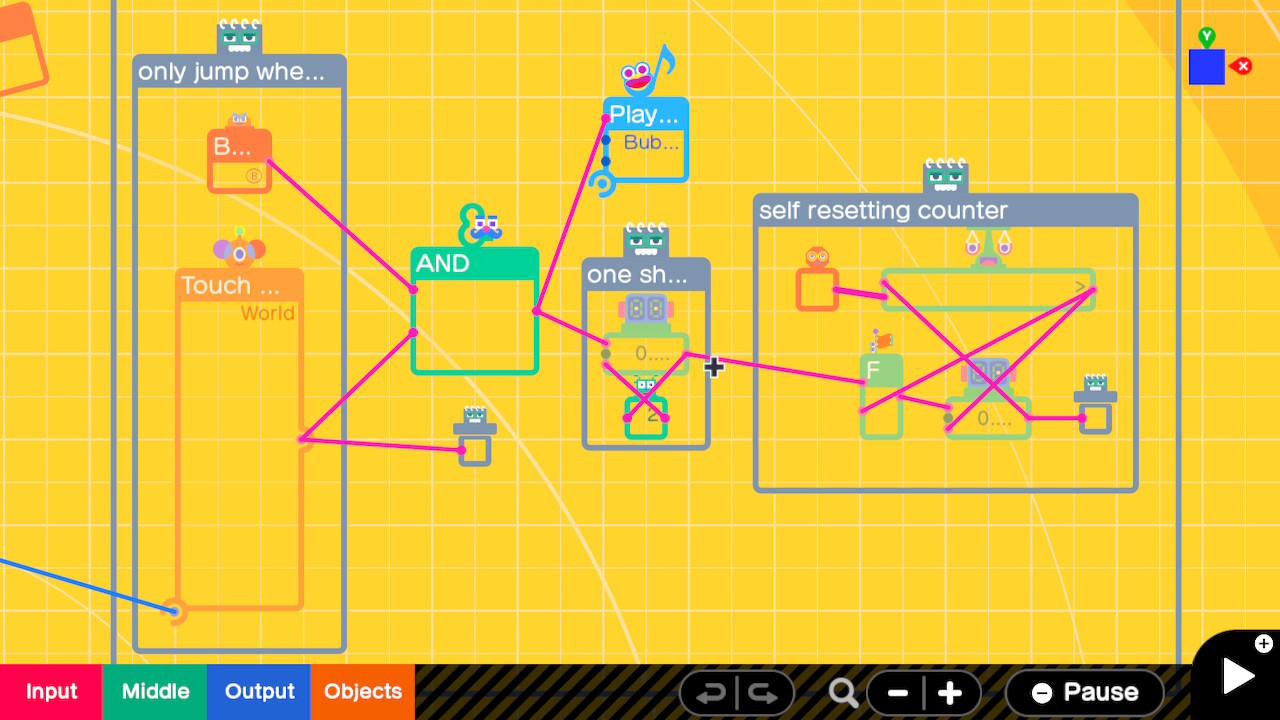 only jump whe...
B...
B
Touch ...
World
AND
Play...
Bub...
one sh...
0....
2
self resetting counter
>
F
0....
Y
X
Input
Middle
Output
Objects
Pause